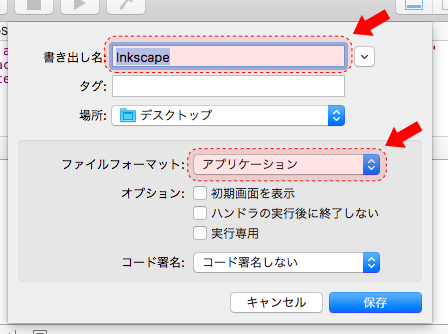 書き出し名: Inkscape
タグ:
場所: デスクトップ
ファイルフォーマット: アプリケーション
オプション: 初期画面を表示
ハンドラの実行後に終了しない
実行専用
コード署名: コード署名しない
キャンセル 保存